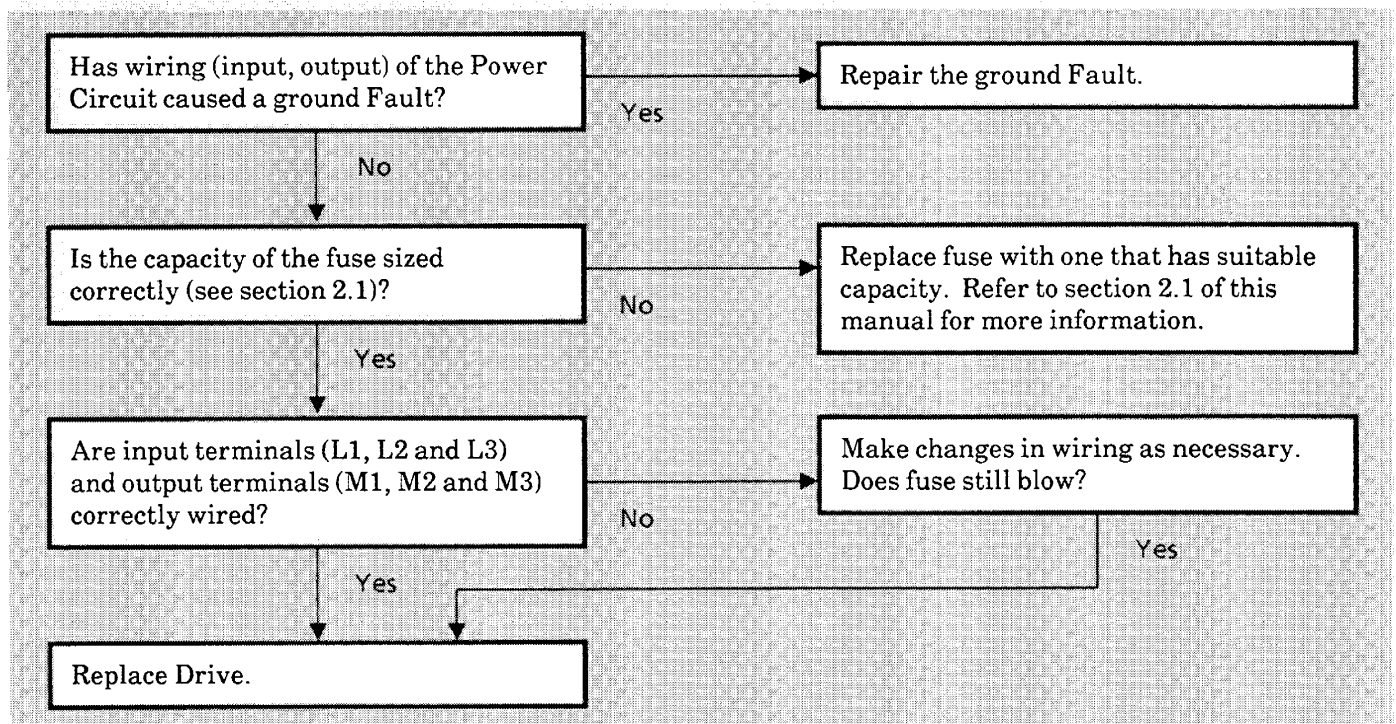 Has wiring (input, output) of the Power
Circuit caused a ground Fault?
Yes
Repair the ground Fault.
No
Is the capacity of the fuse sized
correctly (see section 2.1)?
No
Replace fuse with one that has suitable
capacity. Refer to section 2.1 of this
manual for more information.
Yes
Are input terminals (L1, L2 and L3)
and output terminals (M1, M2 and M3)
correctly wired?
No
Make changes in wiring as necessary.
Does fuse still blow?
Yes
Yes
Replace Drive.